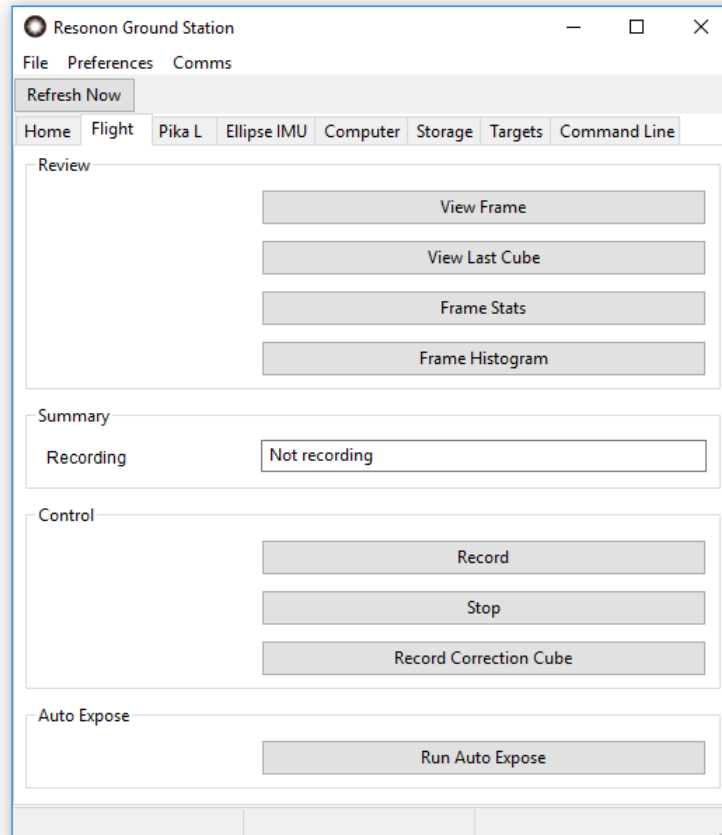 Resonon Ground Station
File Preferences Comms
Refresh Now
Home Flight Pika L Ellipse IMU Computer Storage Targets Command Line
Review
View Frame
View Last Cube
Frame Stats
Frame Histogram
Summary
Recording Not recording
Control
Record
Stop
Record Correction Cube
Auto Expose
Run Auto Expose